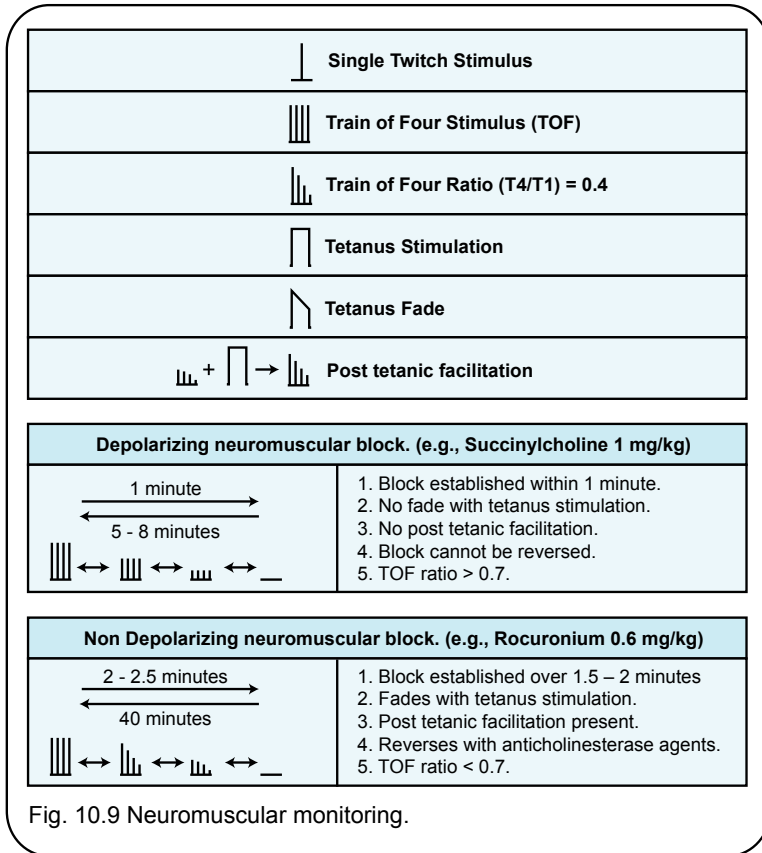 Single Twitch Stimulus
Train of Four Stimulus (TOF)
Train of Four Ratio (T4/T1) = 0.4
Tetanus Stimulation
Tetanus Fade
+ → Post tetanic facilitation
Depolarizing neuromuscular block. (e.g., Succinylcholine 1 mg/kg)
1 minute
5 - 8 minutes
1. Block established within 1 minute.
2. No fade with tetanus stimulation.
3. No post tetanic facilitation.
4. Block cannot be reversed.
5. TOF ratio > 0.7.
Non Depolarizing neuromuscular block. (e.g., Rocuronium 0.6 mg/kg)
2 - 2.5 minutes
40 minutes
1. Block established over 1.5 – 2 minutes
2. Fades with tetanus stimulation.
3. Post tetanic facilitation present.
4. Reverses with anticholinesterase agents.
5. TOF ratio < 0.7.
Fig. 10.9 Neuromuscular monitoring.